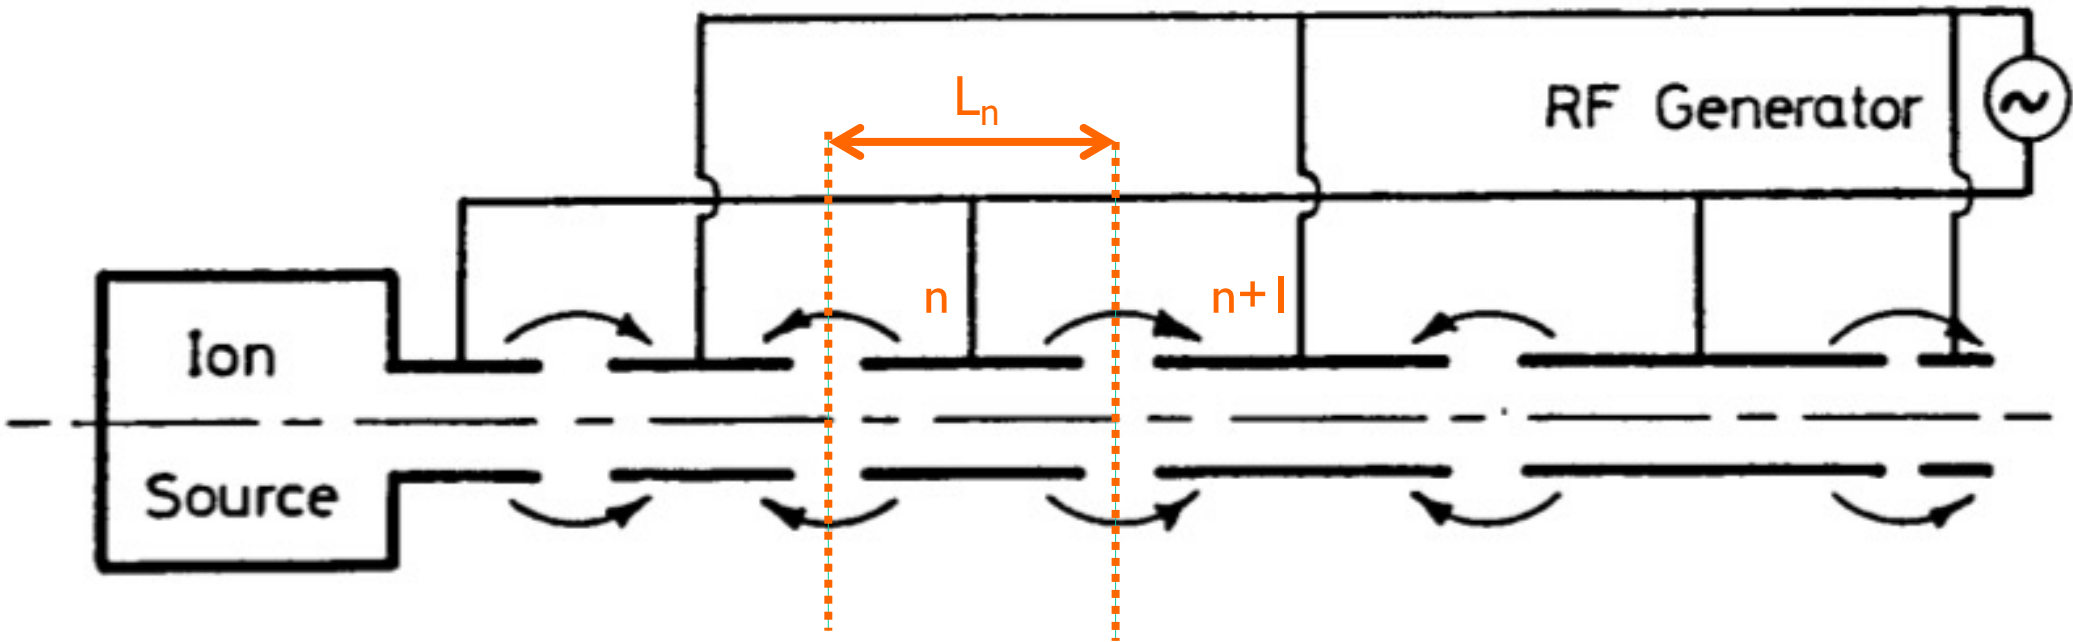 Ln
RF Generator
~
n
n+1
Ion
Source